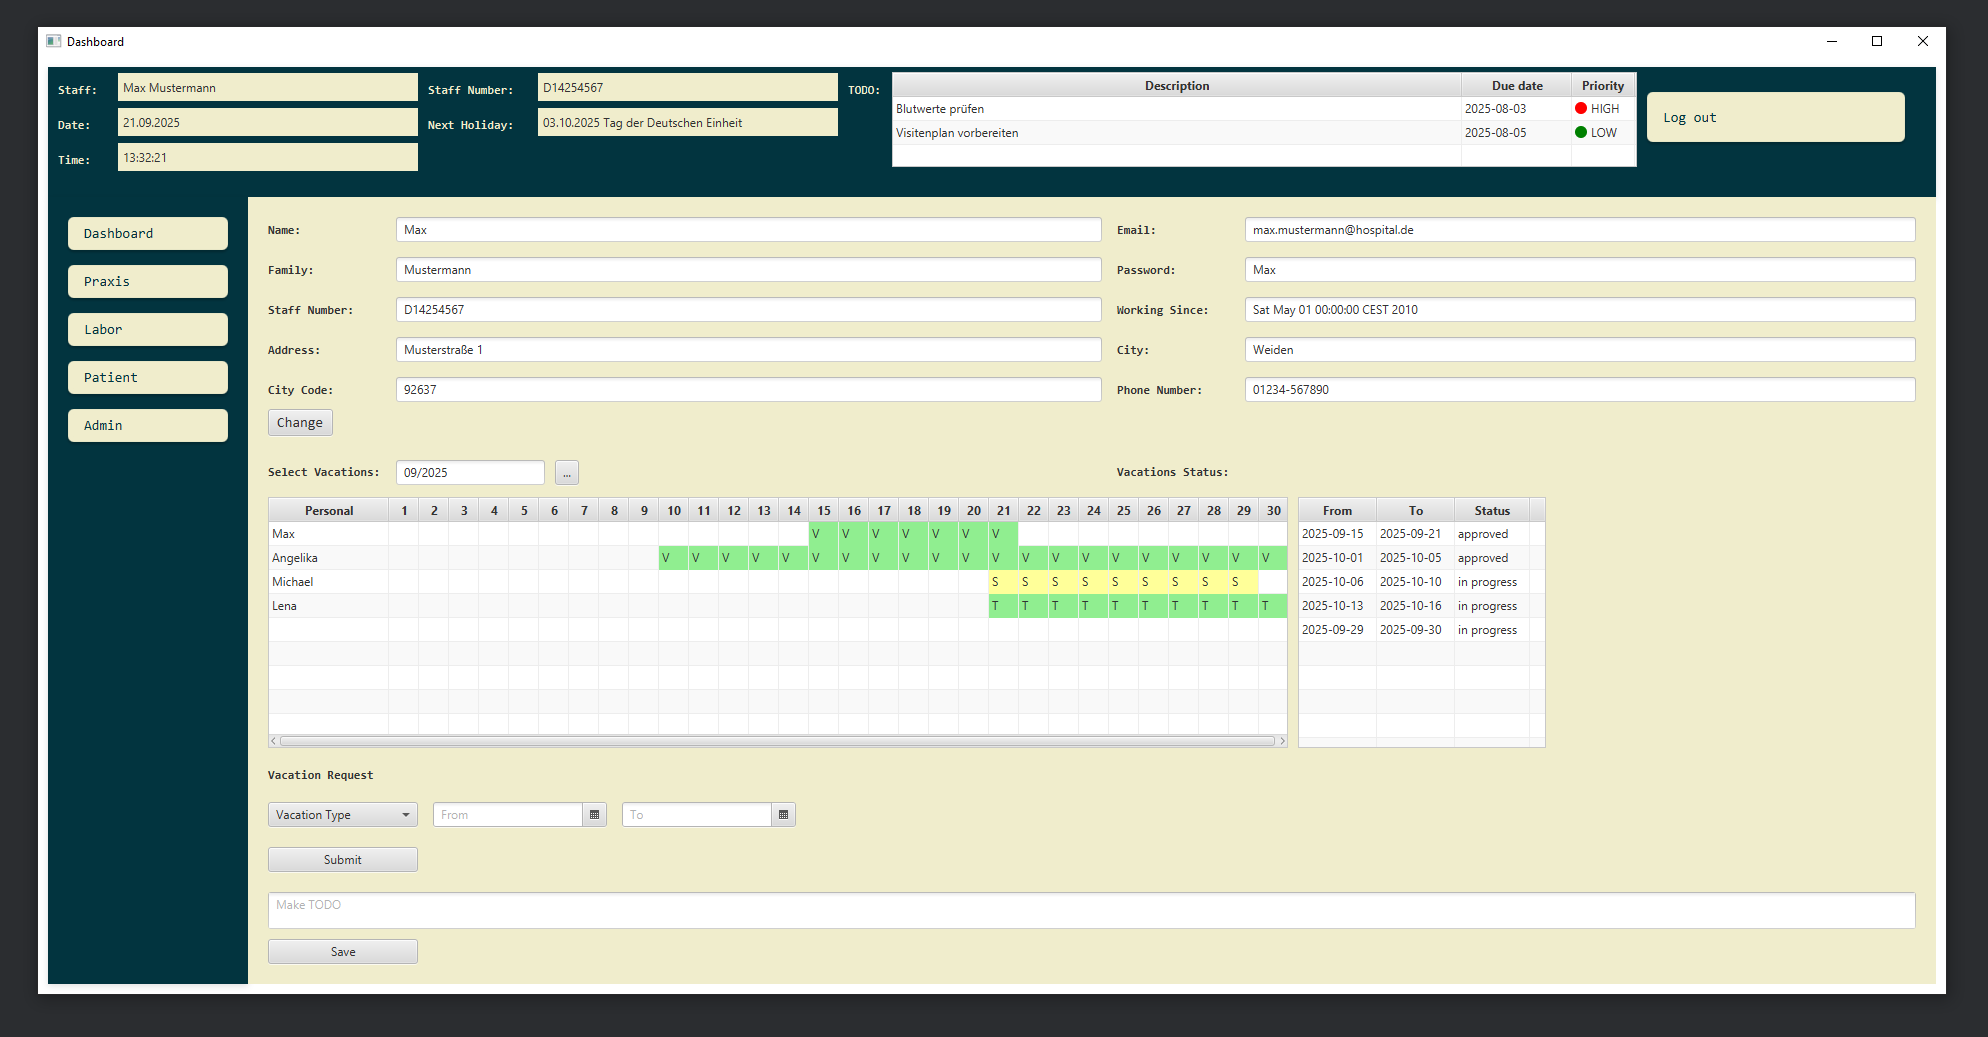 Dashboard
Staff: Max Mustermann Staff Number: D14254567 TODO: Description Due date Priority
Blutwerte prüfen 2025-08-03 HIGH
Date: 21.09.2025 Next Holiday: 03.10.2025 Tag der Deutschen Einheit
Visitenplan vorbereiten 2025-08-05 LOW
Log out
Time: 13:32:21
Dashboard
Praxis
Labor
Patient
Admin
Name: Max Email: max.mustermann@hospital.de
Family: Mustermann Password: Max
Staff Number: D14254567 Working Since: Sat May 01 00:00:00 CEST 2010
Address: Musterstraße 1 City: Weiden
City Code: 92637 Phone Number: 01234-567890
Change
Select Vacations: 09/2025 ... Vacations Status:
Personal 1 2 3 4 5 6 7 8 9 10 11 12 13 14 15 16 17 18 19 20 21 22 23 24 25 26 27 28 29 30
Max V V V V V V V
Angelika V V V V V V V V V V V V V V V V V V V V V
Michael S S S S S S S S S
Lena T T T T T T T T T T
From To Status
2025-09-15 2025-09-21 approved
2025-10-01 2025-10-05 approved
2025-10-06 2025-10-10 in progress
2025-10-13 2025-10-16 in progress
2025-09-29 2025-09-30 in progress
Vacation Request
Vacation Type From To
Submit
Make TODO
Save